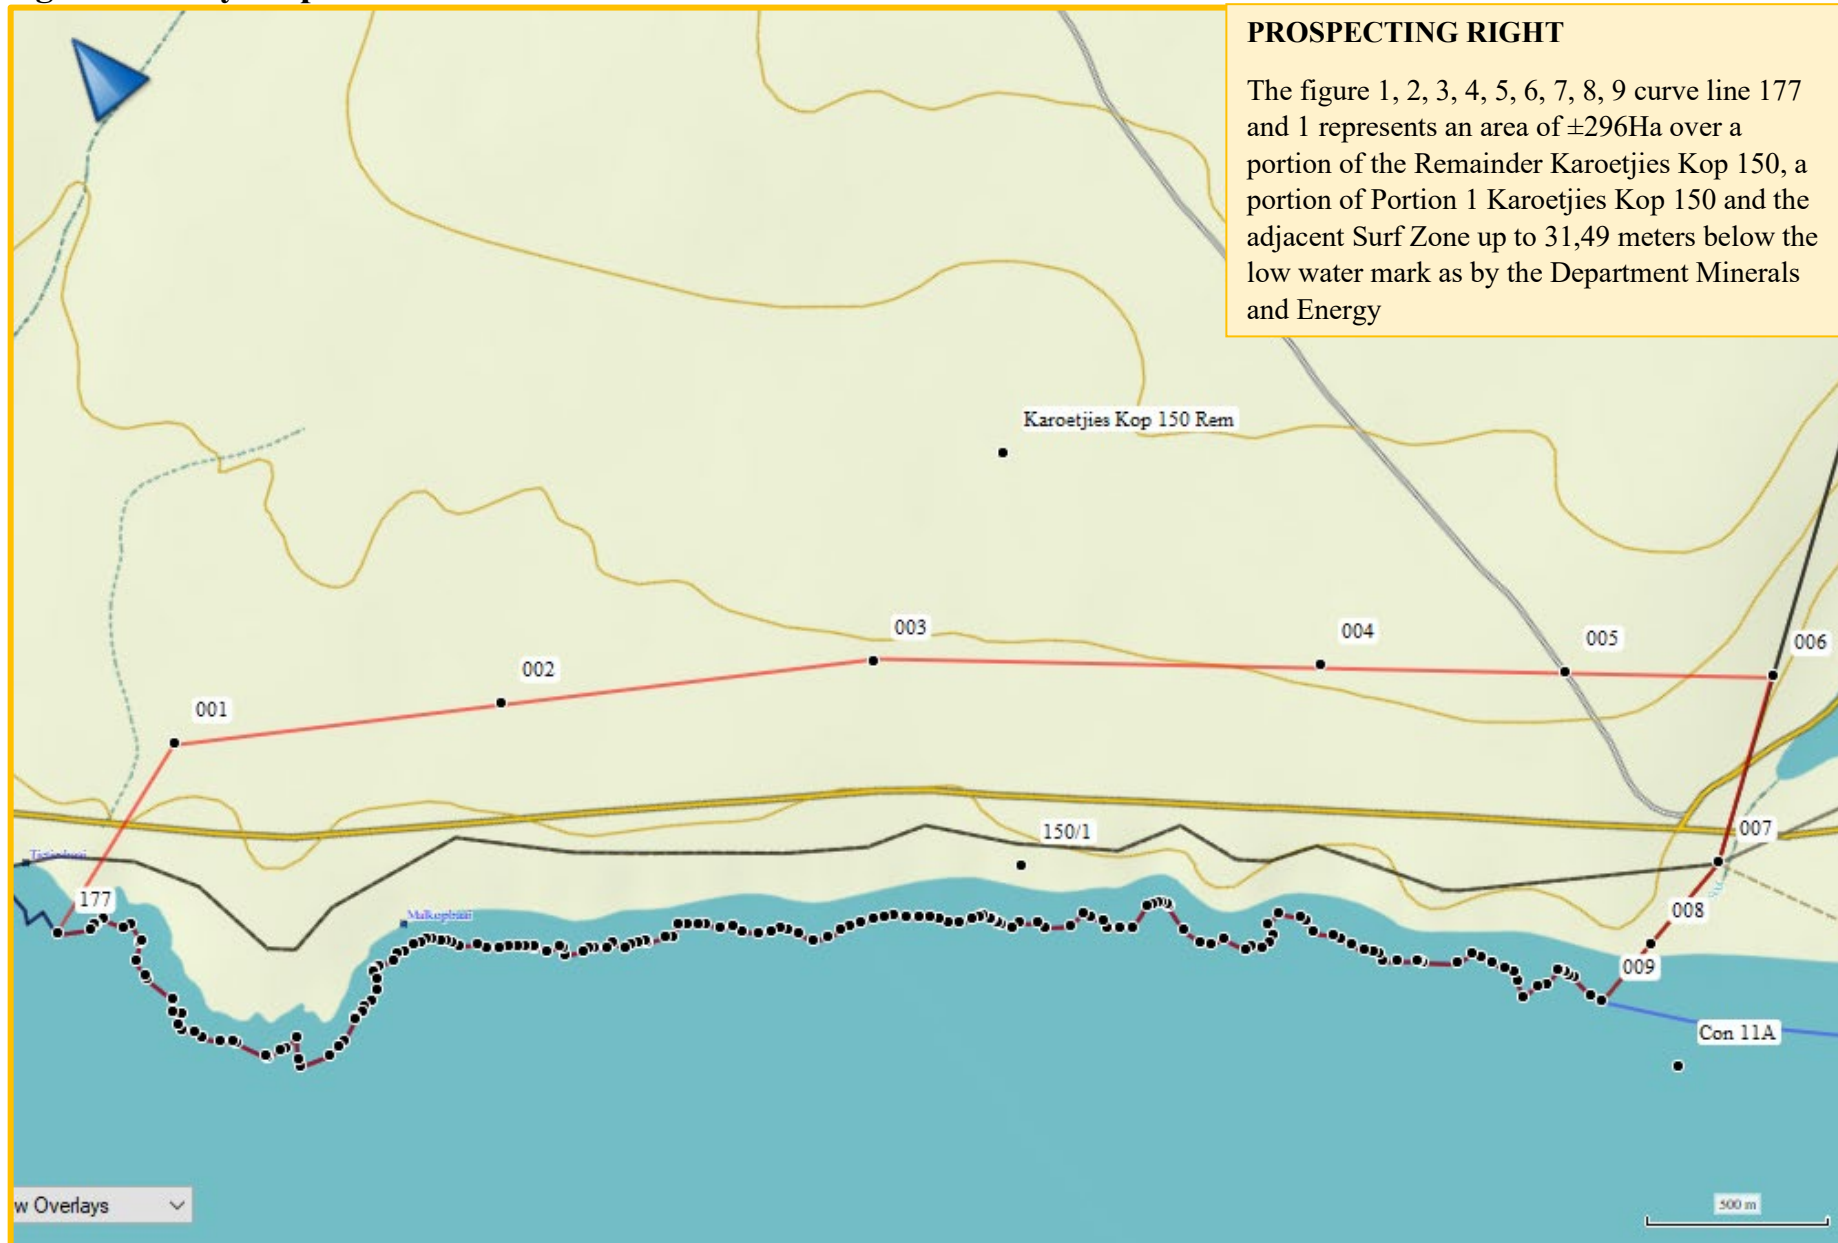 PROSPECTING RIGHT
The figure 1, 2, 3, 4, 5, 6, 7, 8, 9 curve line 177
and 1 represents an area of ±296Ha over a
portion of the Remainder Karoetjies Kop 150, a
portion of Portion 1 Karoetjies Kop 150 and the
adjacent Surf Zone up to 31,49 meters below the
low water mark as by the Department Minerals
and Energy
Karoetjies Kop 150 Rem
003
004
005
006
002
001
007
150/1
177
008
009
Con 11A
w Overlays
500 m